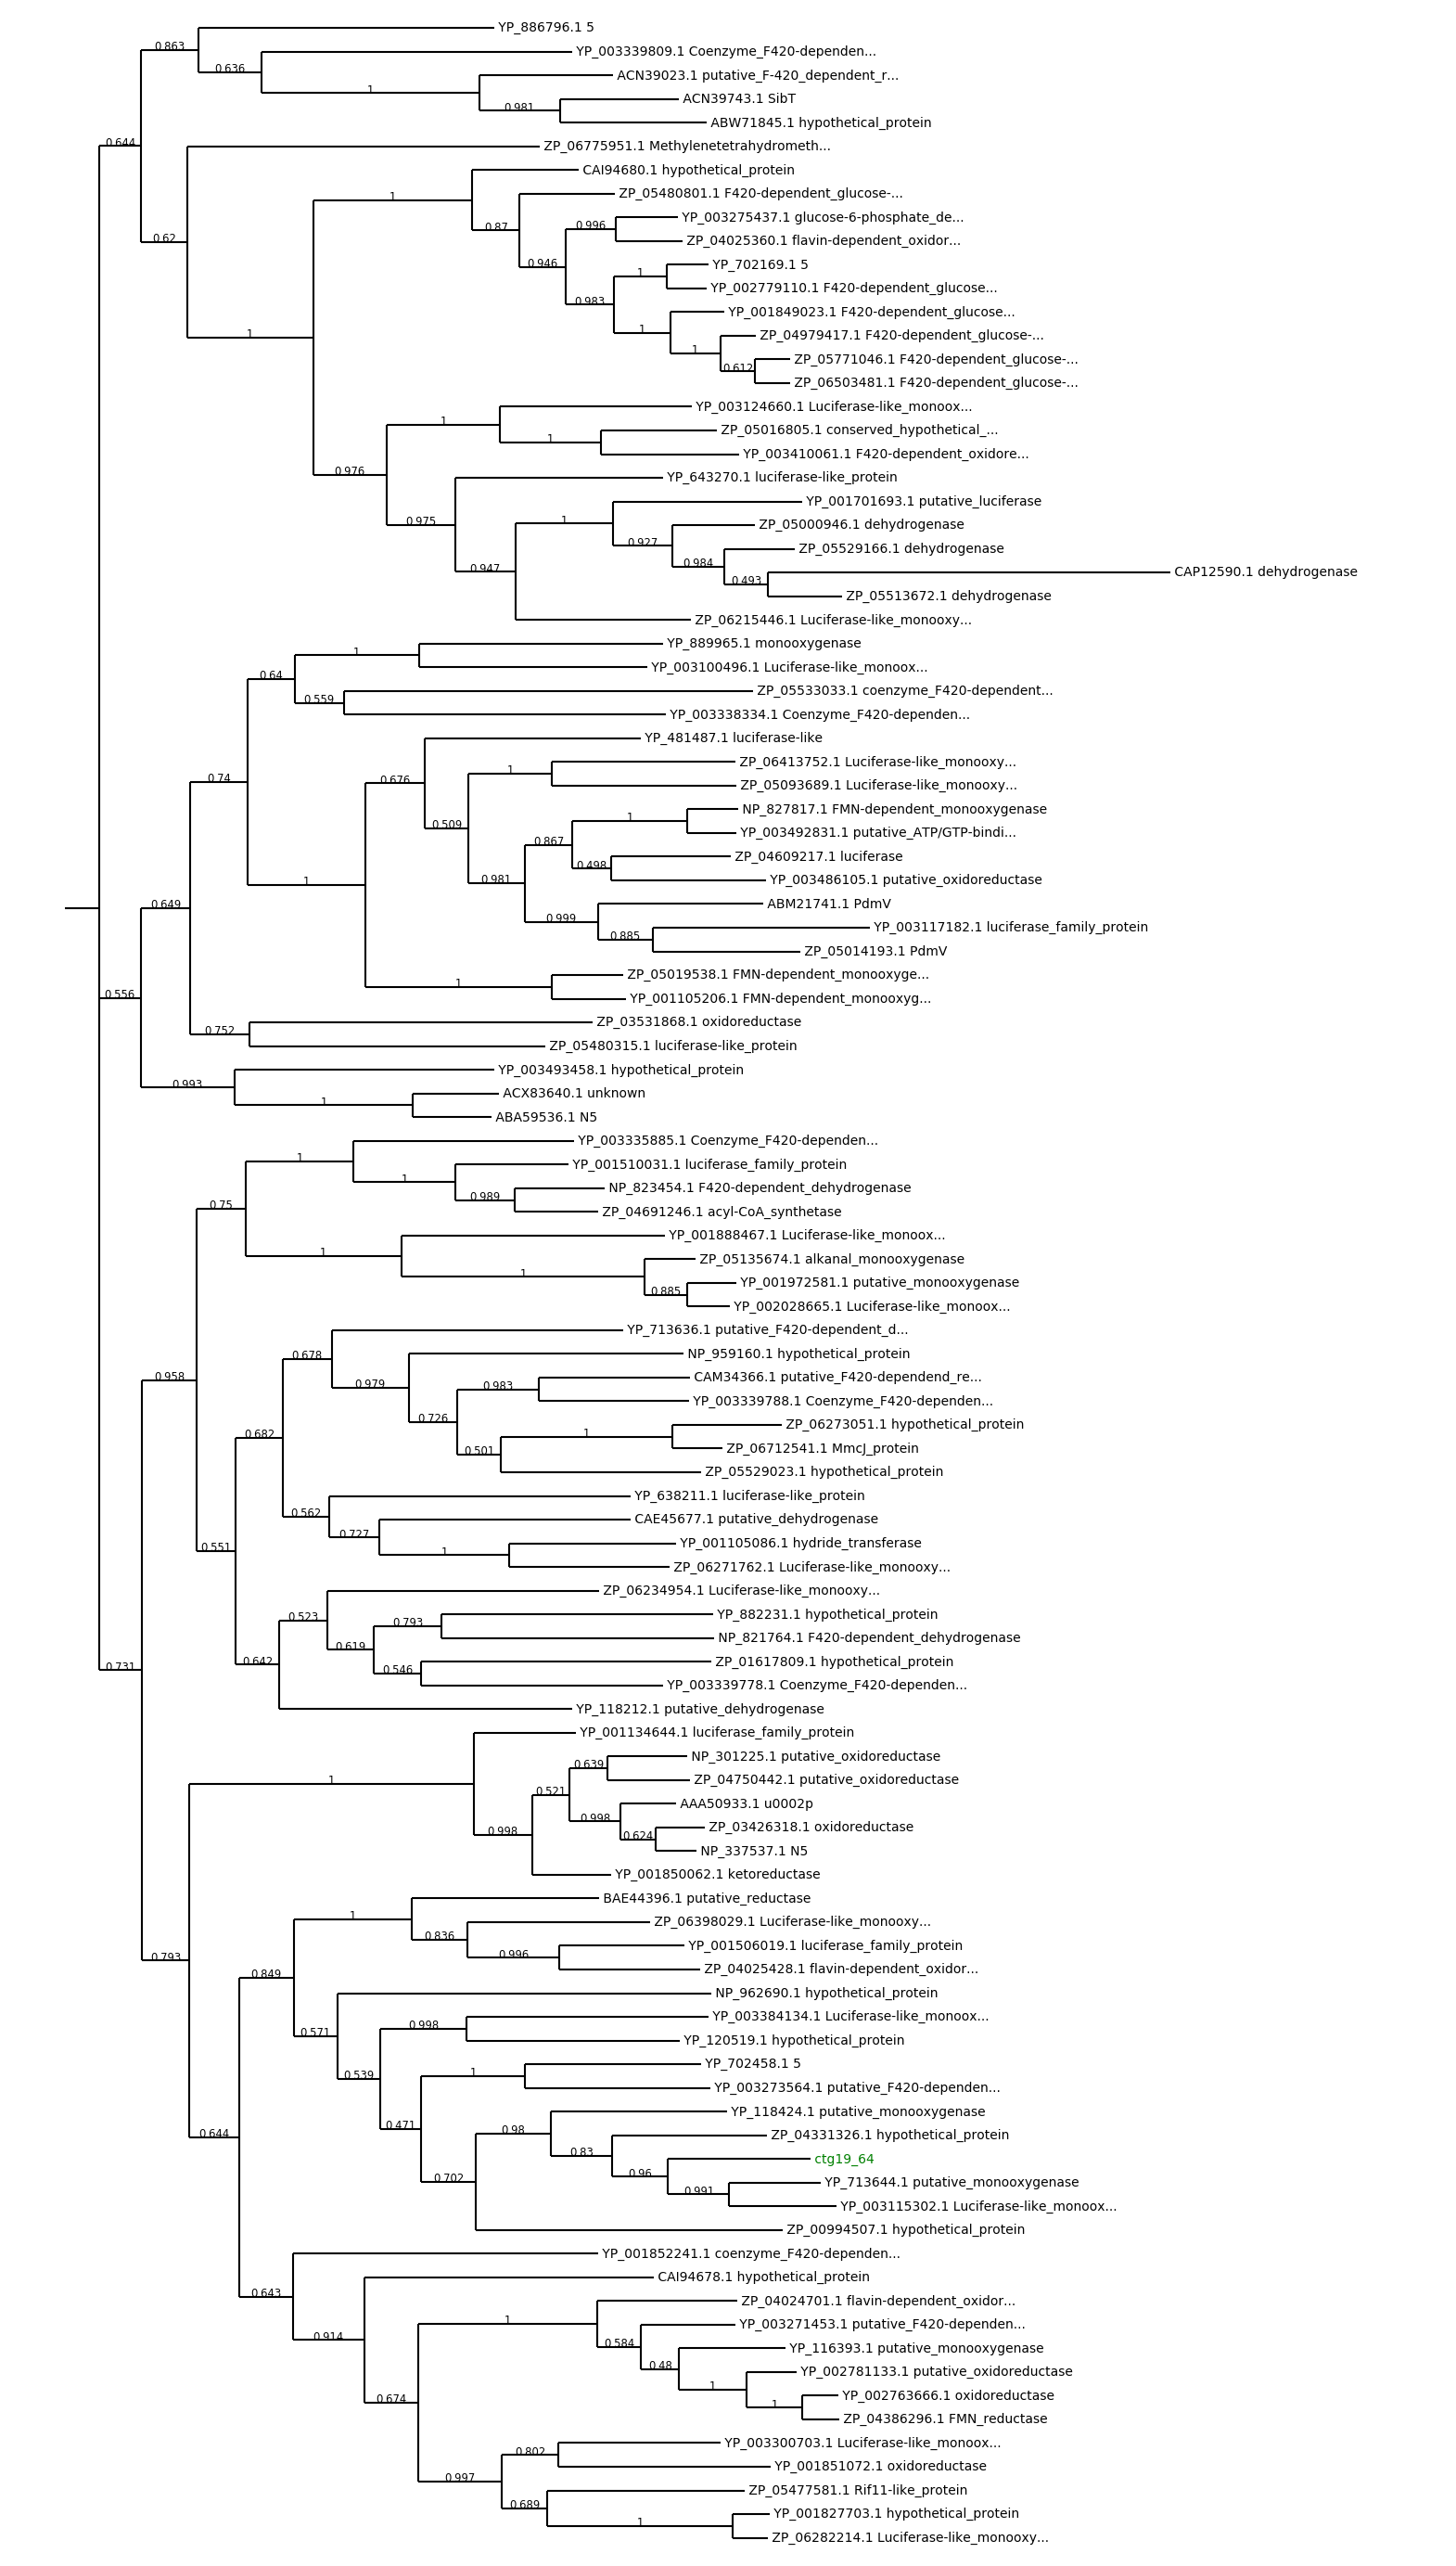 YP_886796.1 5
0.863
YP_003339809.1 Coenzyme_F420-dependen...
0.636
ACN39023.1 putative_F-420_dependent_r...
1
ACN39743.1 SibT
0.981
ABW71845.1 hypothetical_protein
0.644
ZP_06775951.1 Methylenetetrahydrometh...
CAI94680.1 hypothetical_protein
1
ZP_05480801.1 F420-dependent_glucose-...
0.87
YP_003275437.1 glucose-6-phosphate_de...
0.996
0.62
ZP_04025360.1 flavin-dependent_oxidor...
0.946
YP_702169.1 5
1
YP_002779110.1 F420-dependent_glucose...
0.983
YP_001849023.1 F420-dependent_glucose...
1
1
ZP_04979417.1 F420-dependent_glucose-...
1
ZP_05771046.1 F420-dependent_glucose-...
0.612
ZP_06503481.1 F420-dependent_glucose-...
YP_003124660.1 Luciferase-like_monoox...
1
ZP_05016805.1 conserved_hypothetical_...
1
YP_003410061.1 F420-dependent_oxidore...
0.976
YP_643270.1 luciferase-like_protein
YP_001701693.1 putative_luciferase
0.975
1
ZP_05000946.1 dehydrogenase
0.927
ZP_05529166.1 dehydrogenase
0.984
0.947
CAP12590.1 dehydrogenase
0.493
ZP_05513672.1 dehydrogenase
ZP_06215446.1 Luciferase-like_monooxy...
YP_889965.1 monooxygenase
1
YP_003100496.1 Luciferase-like_monoox...
0.64
ZP_05533033.1 coenzyme_F420-dependent...
0.559
YP_003338334.1 Coenzyme_F420-dependen...
YP_481487.1 luciferase-like
ZP_06413752.1 Luciferase-like_monooxy...
1
0.74
0.676
ZP_05093689.1 Luciferase-like_monooxy...
NP_827817.1 FMN-dependent_monooxygenase
1
0.509
YP_003492831.1 putative_ATP/GTP-bindi...
0.867
ZP_04609217.1 luciferase
0.498
YP_003486105.1 putative_oxidoreductase
1
0.981
ABM21741.1 PdmV
0.649
0.999
YP_003117182.1 luciferase_family_protein
0.885
ZP_05014193.1 PdmV
ZP_05019538.1 FMN-dependent_monooxyge...
1
0.556
YP_001105206.1 FMN-dependent_monooxyg...
ZP_03531868.1 oxidoreductase
0.752
ZP_05480315.1 luciferase-like_protein
YP_003493458.1 hypothetical_protein
0.993
ACX83640.1 unknown
1
ABA59536.1 N5
YP_003335885.1 Coenzyme_F420-dependen...
1
YP_001510031.1 luciferase_family_protein
1
NP_823454.1 F420-dependent_dehydrogenase
0.989
0.75
ZP_04691246.1 acyl-CoA_synthetase
YP_001888467.1 Luciferase-like_monoox...
1
ZP_05135674.1 alkanal_monooxygenase
1
YP_001972581.1 putative_monooxygenase
0.885
YP_002028665.1 Luciferase-like_monoox...
YP_713636.1 putative_F420-dependent_d...
0.678
NP_959160.1 hypothetical_protein
0.958
CAM34366.1 putative_F420-dependend_re...
0.979
0.983
YP_003339788.1 Coenzyme_F420-dependen...
0.726
ZP_06273051.1 hypothetical_protein
0.682
1
ZP_06712541.1 MmcJ_protein
0.501
ZP_05529023.1 hypothetical_protein
YP_638211.1 luciferase-like_protein
0.562
CAE45677.1 putative_dehydrogenase
0.727
YP_001105086.1 hydride_transferase
0.551
1
ZP_06271762.1 Luciferase-like_monooxy...
ZP_06234954.1 Luciferase-like_monooxy...
0.523
YP_882231.1 hypothetical_protein
0.793
NP_821764.1 F420-dependent_dehydrogenase
0.619
ZP_01617809.1 hypothetical_protein
0.642
0.731
0.546
YP_003339778.1 Coenzyme_F420-dependen...
YP_118212.1 putative_dehydrogenase
YP_001134644.1 luciferase_family_protein
NP_301225.1 putative_oxidoreductase
0.639
1
ZP_04750442.1 putative_oxidoreductase
0.521
AAA50933.1 u0002p
0.998
ZP_03426318.1 oxidoreductase
0.998
0.624
NP_337537.1 N5
YP_001850062.1 ketoreductase
BAE44396.1 putative_reductase
1
ZP_06398029.1 Luciferase-like_monooxy...
0.836
YP_001506019.1 luciferase_family_protein
0.793
0.996
ZP_04025428.1 flavin-dependent_oxidor...
0.849
NP_962690.1 hypothetical_protein
YP_003384134.1 Luciferase-like_monoox...
0.998
0.571
YP_120519.1 hypothetical_protein
YP_702458.1 5
1
0.539
YP_003273564.1 putative_F420-dependen...
YP_118424.1 putative_monooxygenase
0.471
0.98
0.644
ZP_04331326.1 hypothetical_protein
0.83
ctg19_64
0.96
0.702
YP_713644.1 putative_monooxygenase
0.991
YP_003115302.1 Luciferase-like_monoox...
ZP_00994507.1 hypothetical_protein
YP_001852241.1 coenzyme_F420-dependen...
CAI94678.1 hypothetical_protein
0.643
ZP_04024701.1 flavin-dependent_oxidor...
1
YP_003271453.1 putative_F420-dependen...
0.914
0.584
YP_116393.1 putative_monooxygenase
0.48
YP_002781133.1 putative_oxidoreductase
1
YP_002763666.1 oxidoreductase
0.674
1
ZP_04386296.1 FMN_reductase
YP_003300703.1 Luciferase-like_monoox...
0.802
YP_001851072.1 oxidoreductase
0.997
ZP_05477581.1 Rif11-like_protein
0.689
YP_001827703.1 hypothetical_protein
1
ZP_06282214.1 Luciferase-like_monooxy...